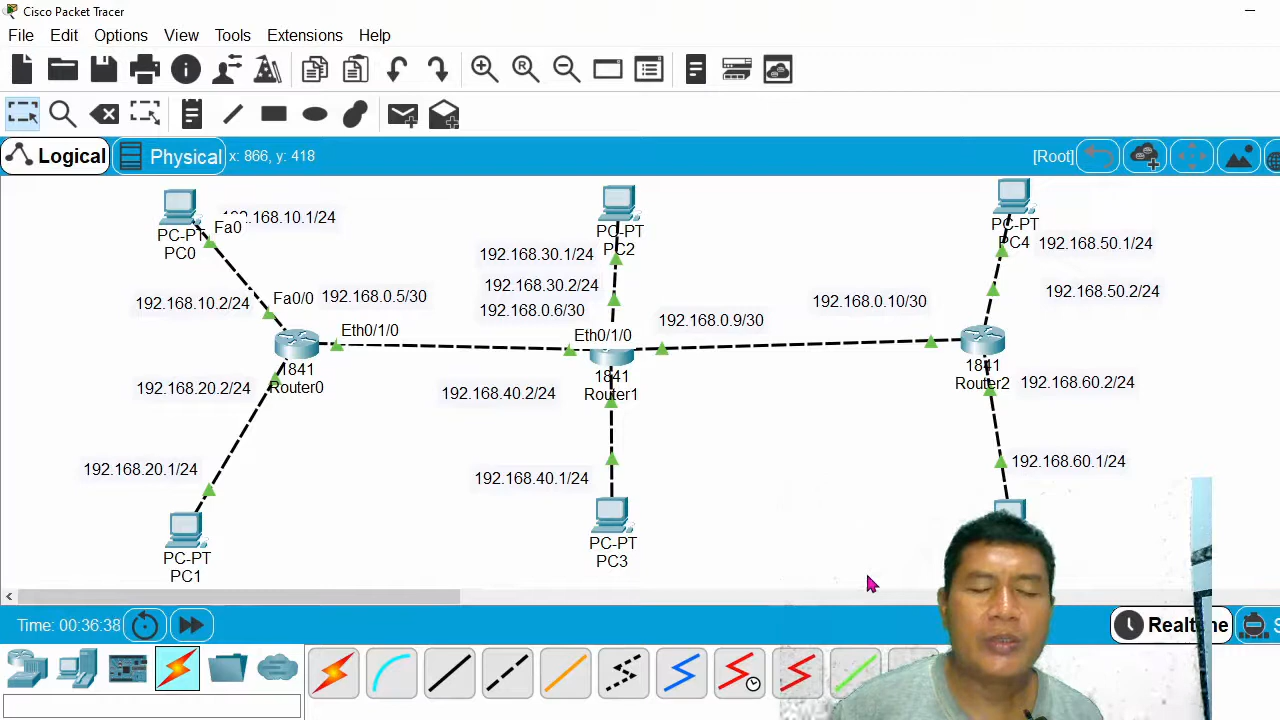 Cisco Packet Tracer
File Edit Options View Tools Extensions Help
Logical
Physical
x: 866, y: 418
[Root]
.168.10.1/24
Fa0
PC-PT
PC0
PC-PT
PC2
PC-PT
PC4
192.168.50.1/24
192.168.30.1/24
192.168.30.2/24
192.168.50.2/24
192.168.10.2/24
Fa0/0
192.168.0.5/30
192.168.0.6/30
192.168.0.10/30
192.168.0.9/30
Eth0/1/0
Eth0/1/0
1841
Router0
1841
Router1
1841
Router2
192.168.20.2/24
192.168.40.2/24
192.168.60.2/24
192.168.20.1/24
192.168.40.1/24
192.168.60.1/24
PC-PT
PC1
PC-PT
PC3
Time: 00:36:38
Realtime